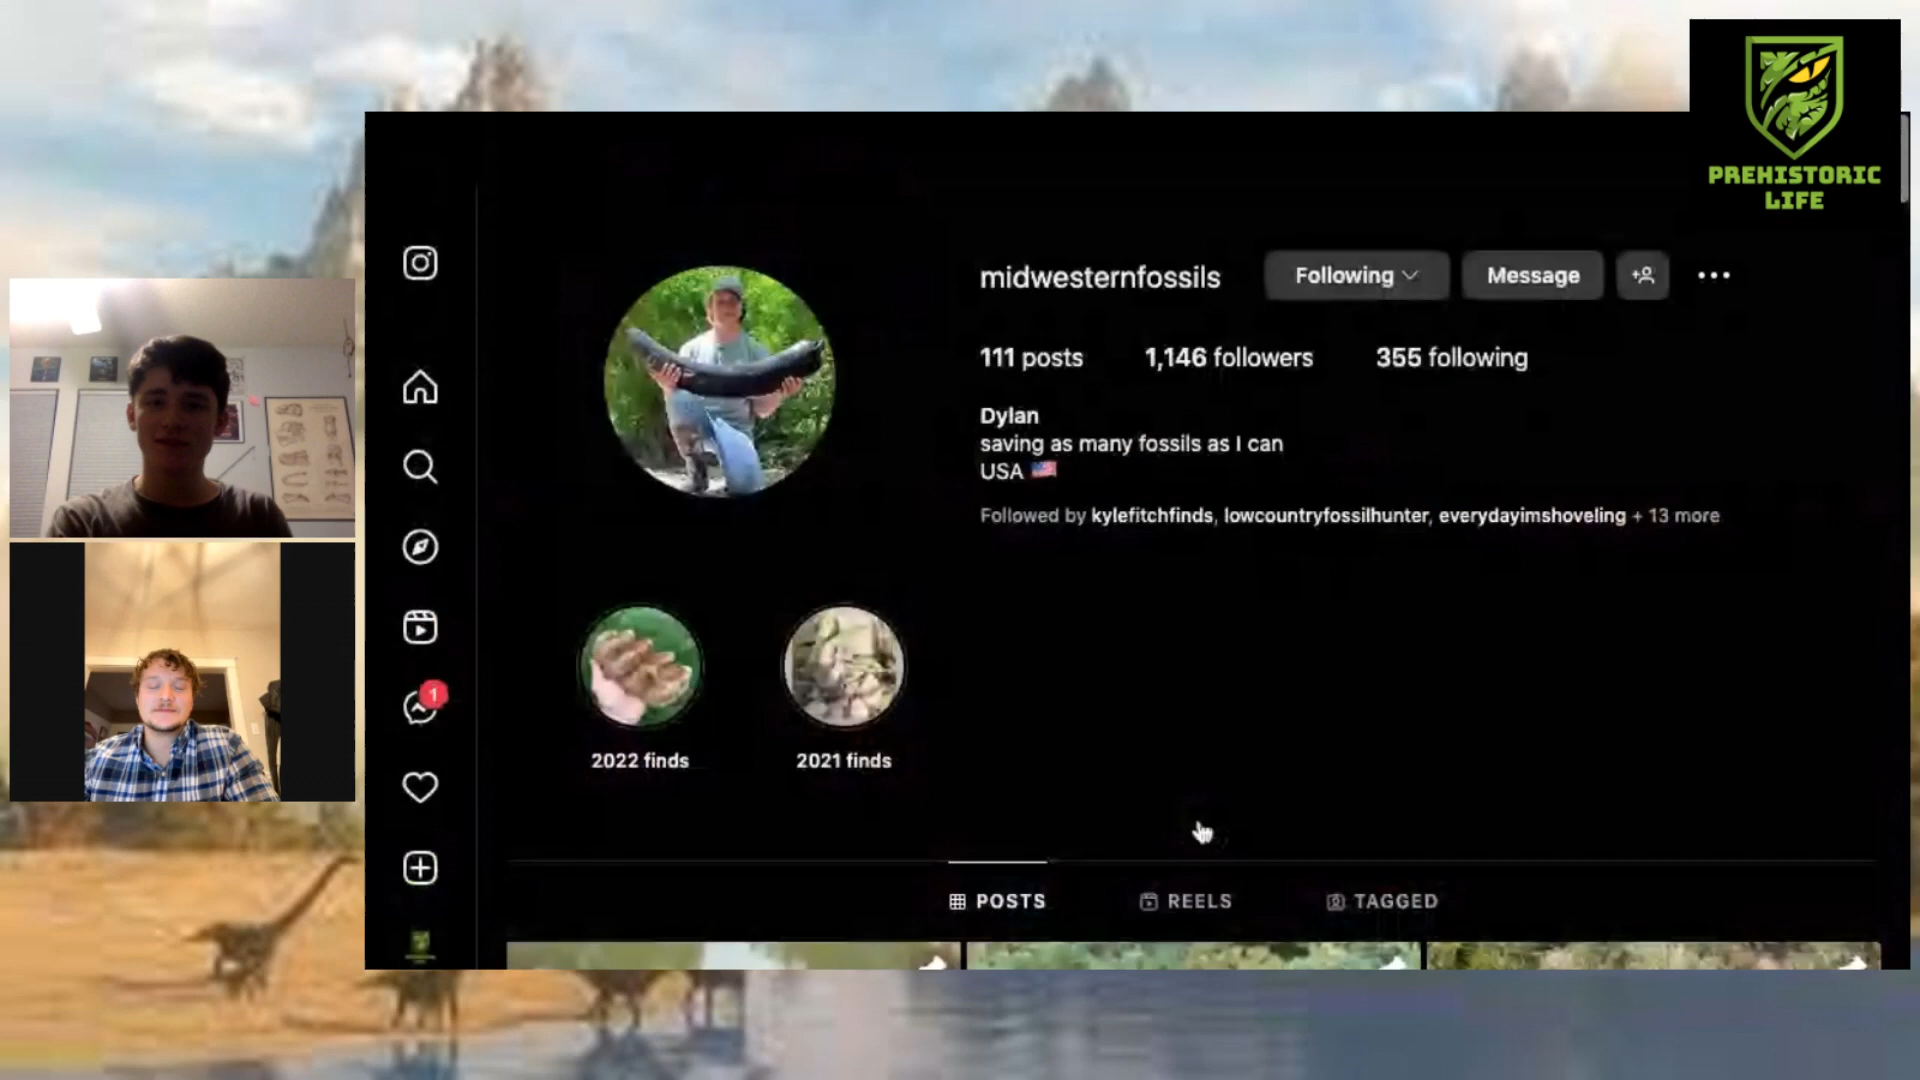 PREHISTORIC
LIFE
midwesternfossils
Following
Message
111 posts
1,146 followers
355 following
Dylan
saving as many fossils as I can
USA
Followed by kylefitchfinds, lowcountryfossilhunter, everydayimshoveling + 13 more
1
2022 finds
2021 finds
POSTS
REELS
TAGGED